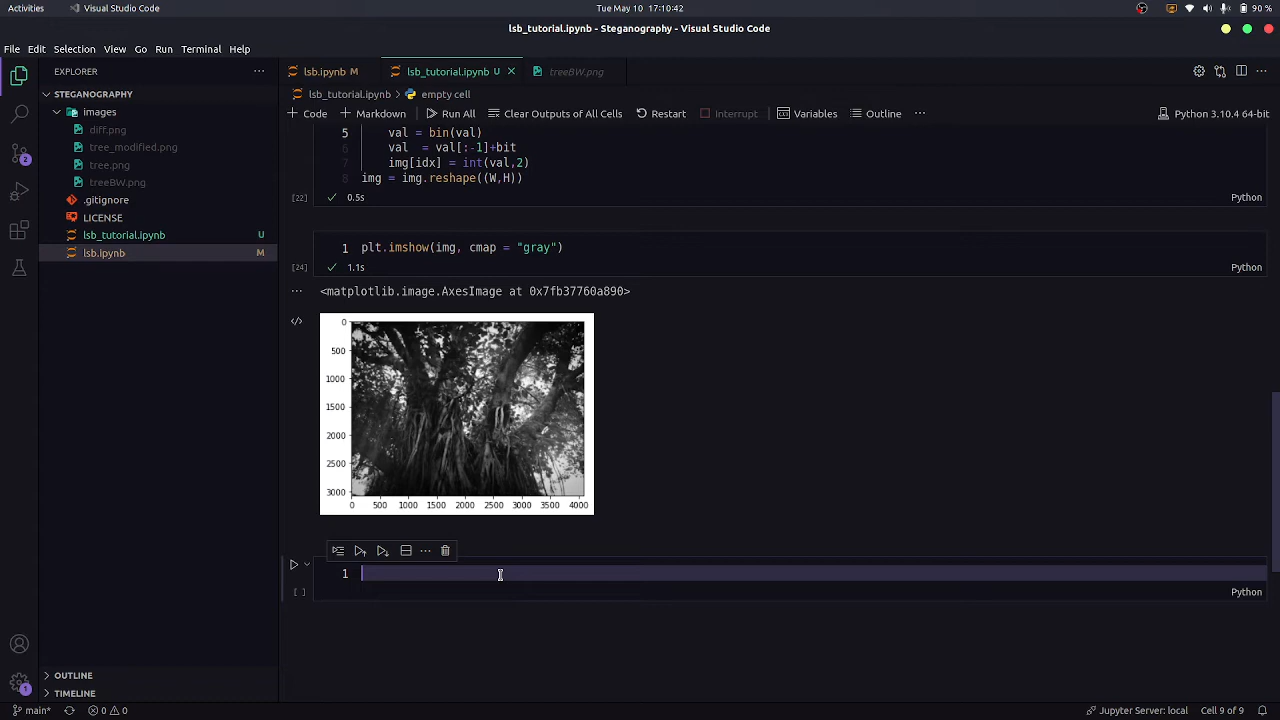 Activities
Visual Studio Code
Tue May 10 17:10:42
90 %
lsb_tutorial.ipynb - Steganography - Visual Studio Code
File Edit Selection View Go Run Terminal Help
EXPLORER
lsb.ipynb M
lsb_tutorial.ipynb U
treeBW.png
STEGANOGRAPHY
lsb_tutorial.ipynb > empty cell
images
diff.png
tree_modified.png
tree.png
treeBW.png
.gitignore
LICENSE
lsb_tutorial.ipynb U
lsb.ipynb M
Code Markdown Run All Clear Outputs of All Cells Restart Interrupt Variables Outline
Python 3.10.4 64-bit
5 val = bin(val)
6 val = val[:-1]+bit
7 img[idx] = int(val,2)
8 img = img.reshape((W,H))
[22] 0.5s Python
1 plt.imshow(img, cmap = "gray")
[24] 1.1s Python
<matplotlib.image.AxesImage at 0x7fb37760a890>
0
500
1000
1500
2000
2500
3000
0 500 1000 1500 2000 2500 3000 3500 4000
1
[ ] Python
OUTLINE
TIMELINE
2
1
main* 0 0
Jupyter Server: local Cell 9 of 9